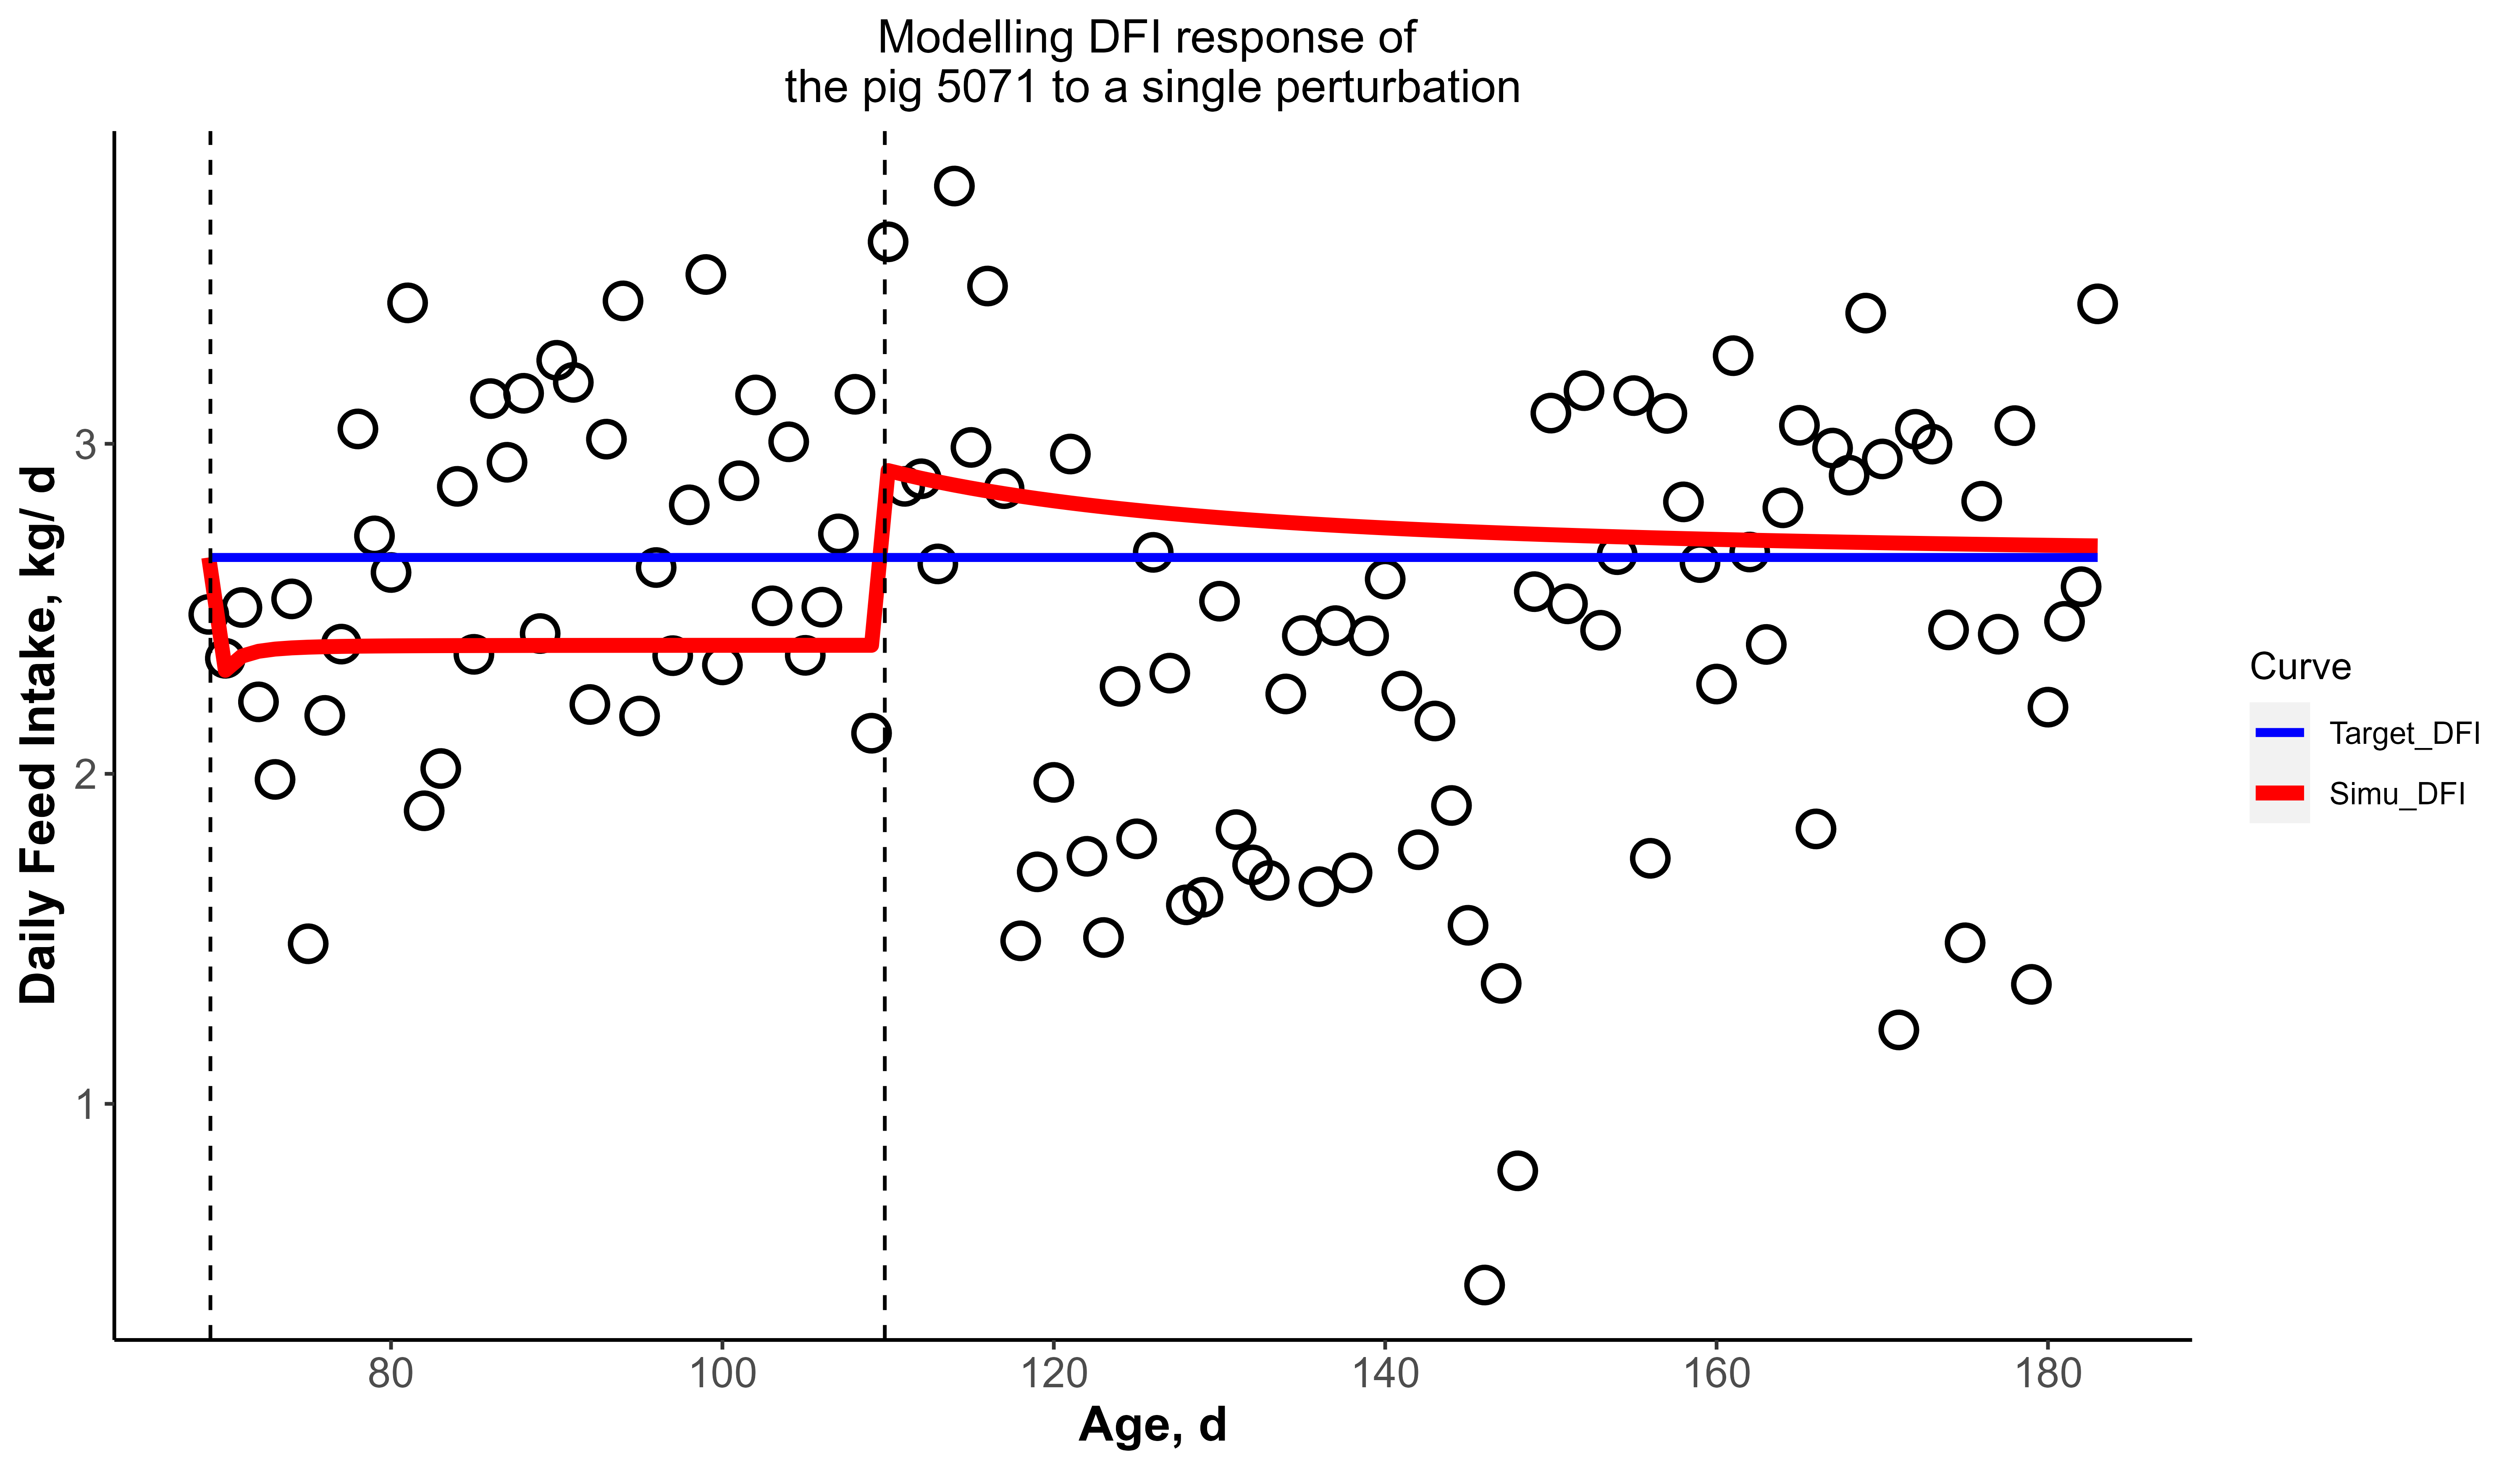 Modelling DFI response of
the pig 5071 to a single perturbation
Daily Feed Intake, kg/ d
3
2
1
80
100
120
140
160
180
Age, d
Curve
Target_DFI
Simu_DFI